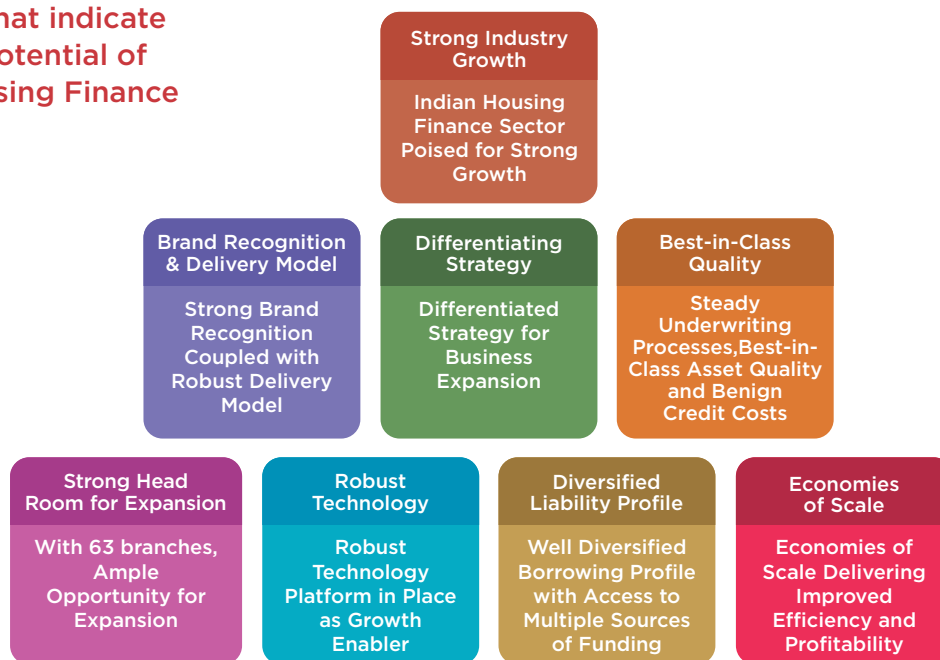 hat indicate
otential of
sing Finance
Strong Industry
Growth
Indian Housing
Finance Sector
Poised for Strong
Growth
Brand Recognition
& Delivery Model
Strong Brand
Recognition
Coupled with
Robust Delivery
Model
Differentiating
Strategy
Differentiated
Strategy for
Business
Expansion
Best-in-Class
Quality
Steady
Underwriting
Processes,Best-in-
Class Asset Quality
and Benign
Credit Costs
Strong Head
Room for Expansion
With 63 branches,
Ample
Opportunity for
Expansion
Robust
Technology
Robust
Technology
Platform in Place
as Growth
Enabler
Diversified
Liability Profile
Well Diversified
Borrowing Profile
with Access to
Multiple Sources
of Funding
Economies
of Scale
Economies of
Scale Delivering
Improved
Efficiency and
Profitability